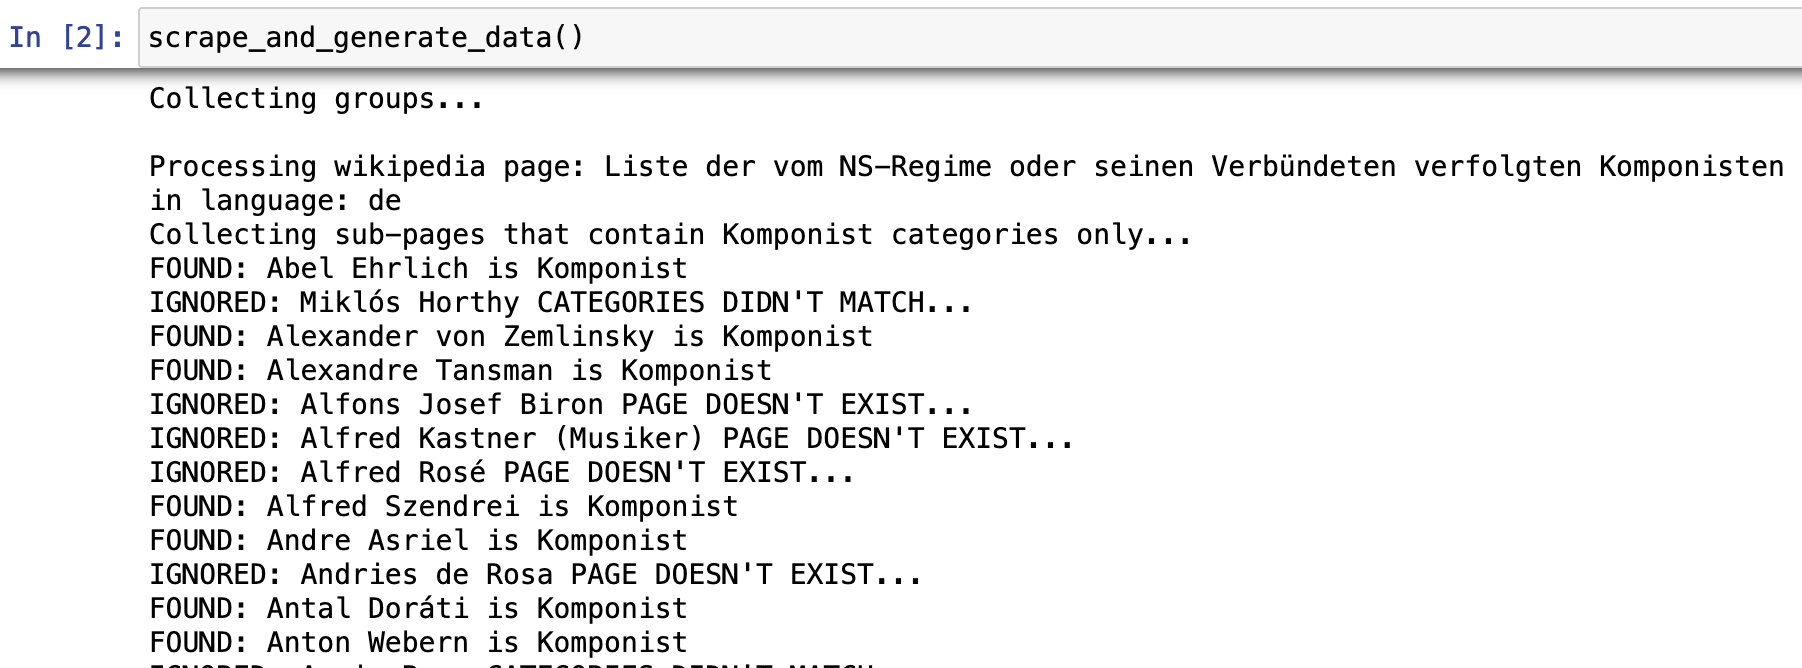 In [2]: scrape_and_generate_data()
Collecting groups...
Processing wikipedia page: Liste der vom NS-Regime oder seinen Verbündeten verfolgten Komponisten
in language: de
Collecting sub-pages that contain Komponist categories only...
FOUND: Abel Ehrlich is Komponist
IGNORED: Miklós Horthy CATEGORIES DIDN'T MATCH...
FOUND: Alexander von Zemlinsky is Komponist
FOUND: Alexandre Tansman is Komponist
IGNORED: Alfons Josef Biron PAGE DOESN'T EXIST...
IGNORED: Alfred Kastner (Musiker) PAGE DOESN'T EXIST...
IGNORED: Alfred Rosé PAGE DOESN'T EXIST...
FOUND: Alfred Szendrei is Komponist
FOUND: Andre Asriel is Komponist
IGNORED: Andries de Rosa PAGE DOESN'T EXIST...
FOUND: Antal Doráti is Komponist
FOUND: Anton Webern is Komponist